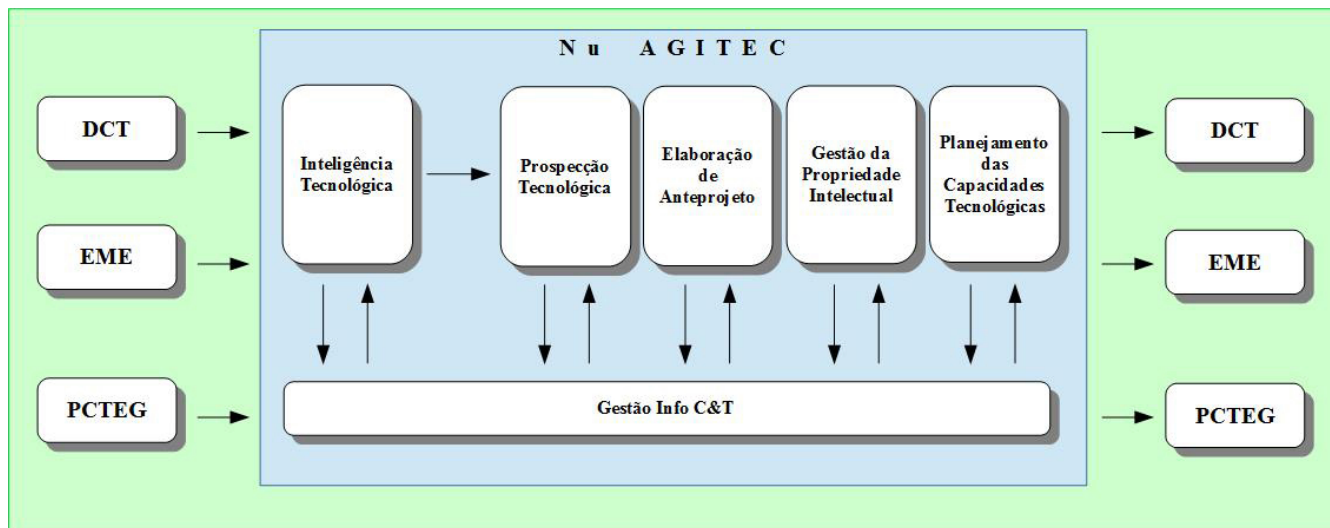 Nu AGITEC
DCT
EME
PCTEG
Inteligência
Tecnológica
Prospecção
Tecnológica
Elaboração
de
Anteprojeto
Gestão da
Propriedade
Intelectual
Planejamento
das
Capacidades
Tecnológicas
Gestão Info C&T
DCT
EME
PCTEG